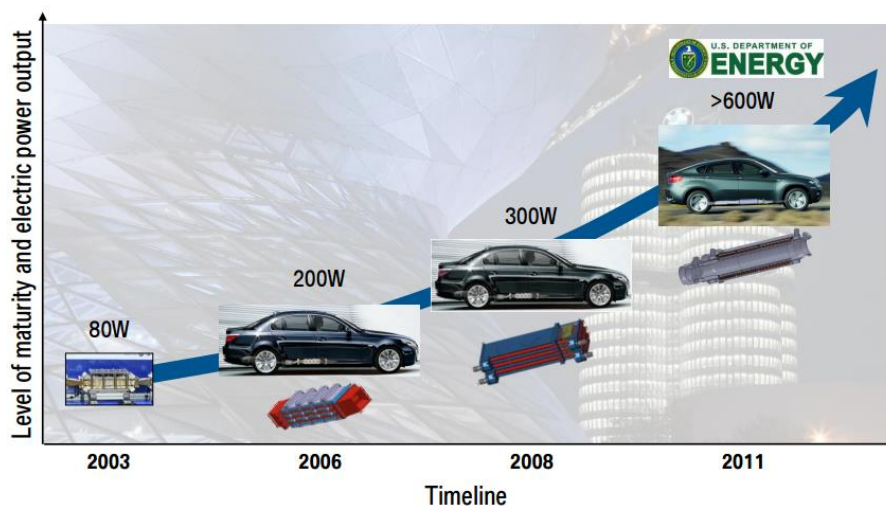 Level of maturity and electric power output
U.S. DEPARTMENT OF
ENERGY
>600W
300W
200W
80W
2003 2006 2008 2011
Timeline